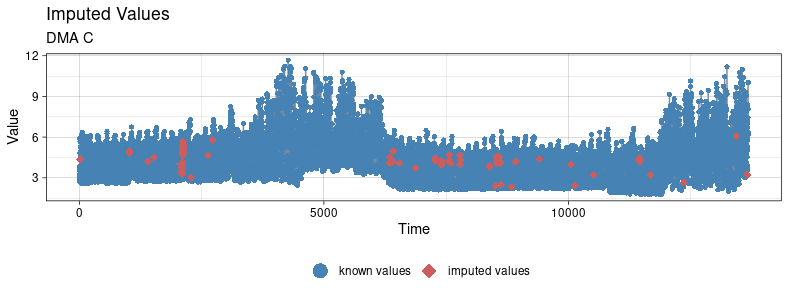 Imputed Values
DMA C
12
9
6
3
Value
0 5000 10000
Time
known values imputed values